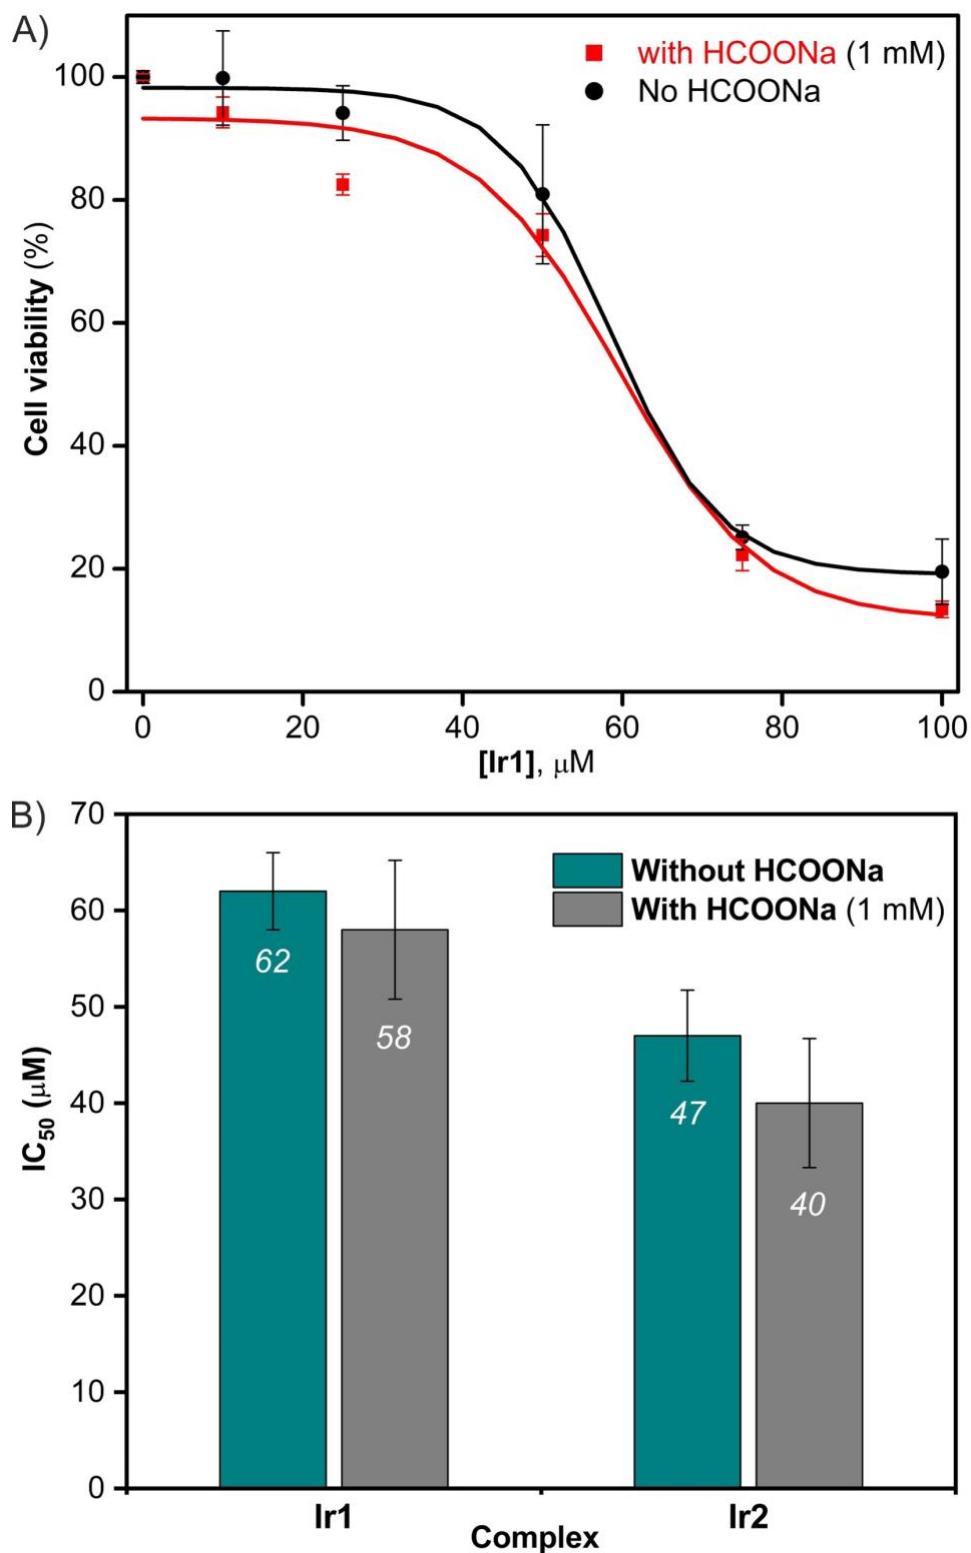 A)
with HCOONa (1 mM)
No HCOONa
100
80
60
40
20
0
Cell viability (%)
0 20 40 60 80 100
[Ir1], μM
B)
70
60
50
40
30
20
10
0
IC50 (μM)
Without HCOONa
With HCOONa (1 mM)
62
58
47
40
Ir1 Ir2
Complex